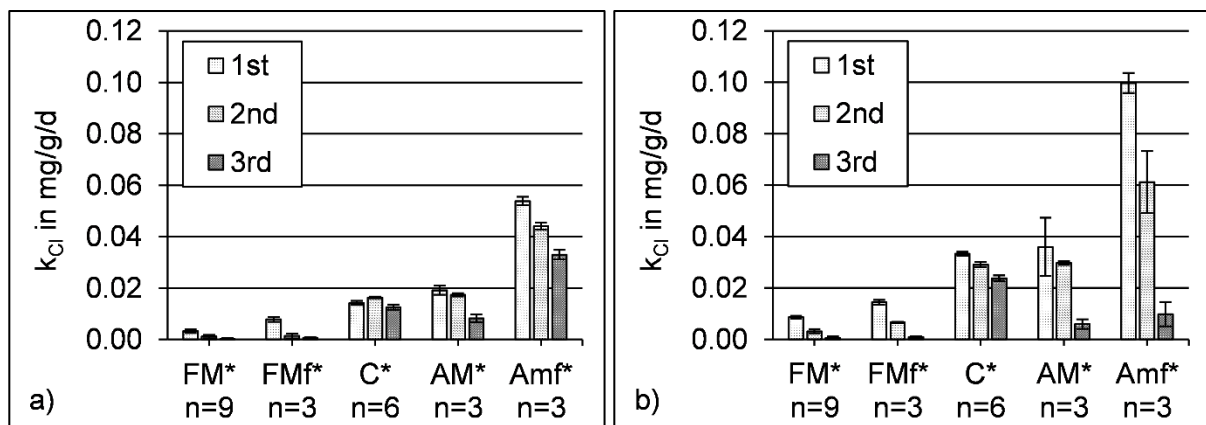 0.12
0.10
0.08
0.06
0.04
0.02
0.00
k_Cl in mg/g/d
1st
2nd
3rd
FM* FMf* C* AM* Amf*
n=9 n=3 n=6 n=3 n=3
a)
0.12
0.10
0.08
0.06
0.04
0.02
0.00
k_Cl in mg/g/d
1st
2nd
3rd
FM* FMf* C* AM* Amf*
n=9 n=3 n=6 n=3 n=3
b)